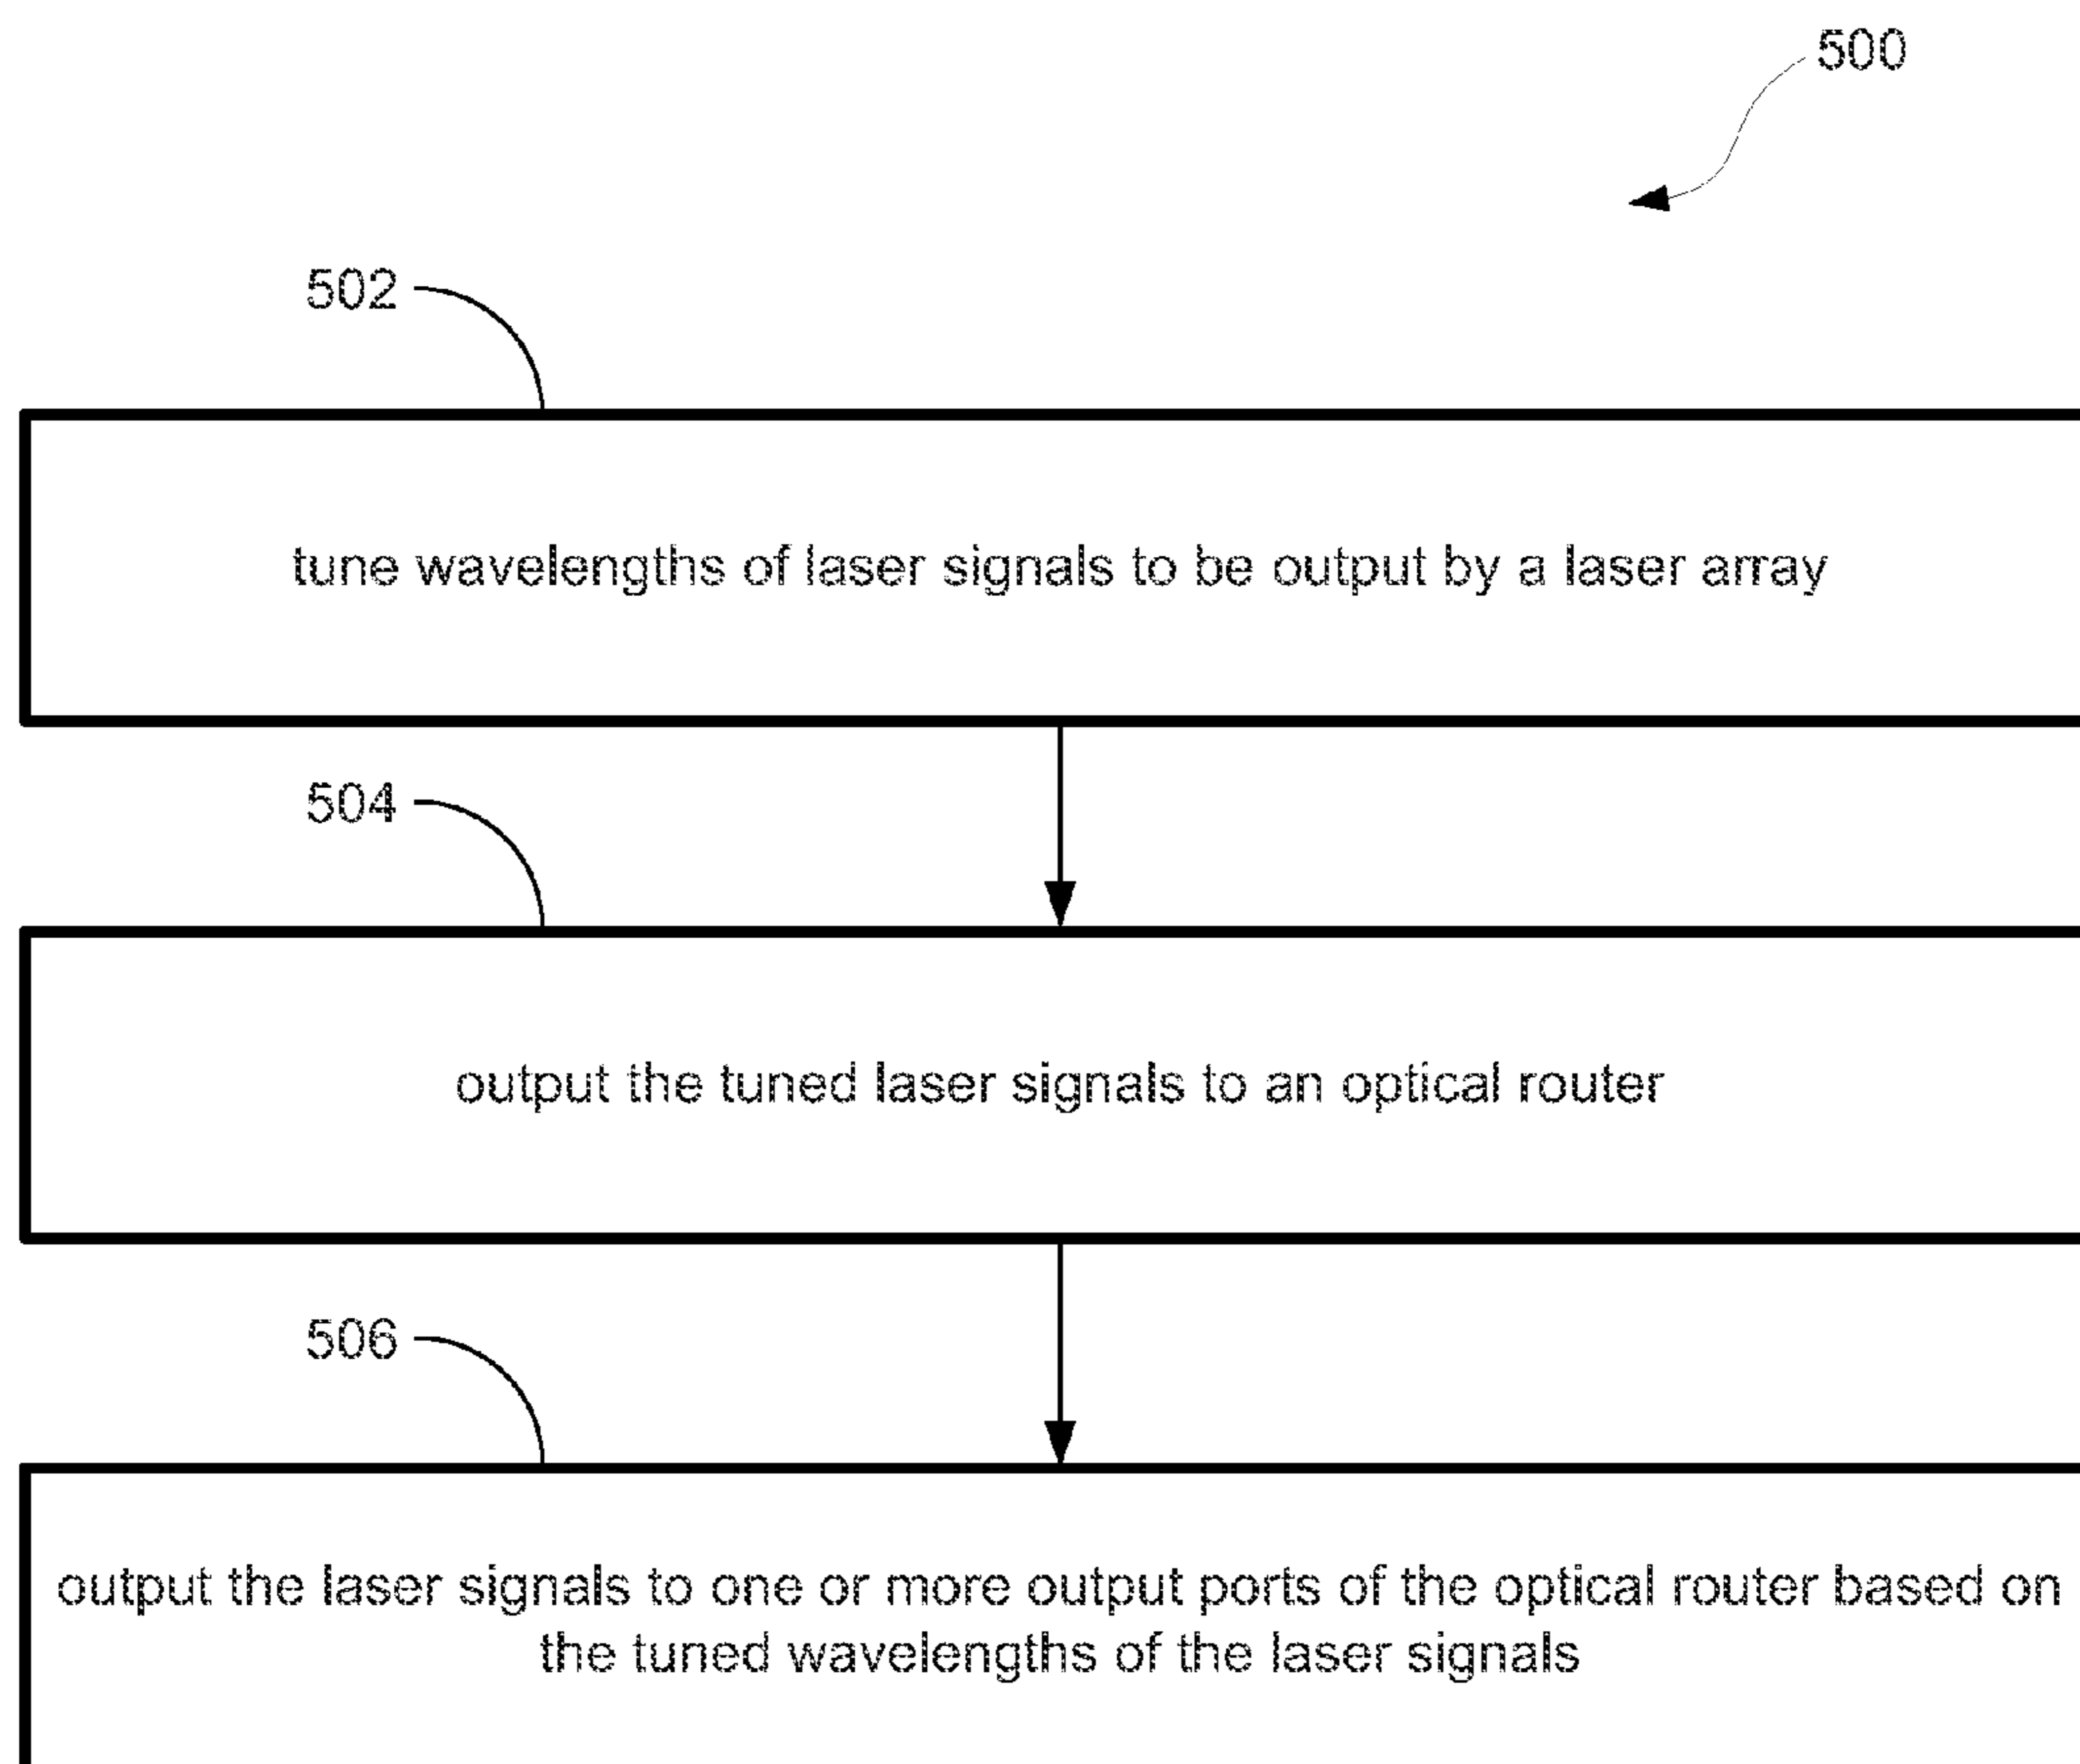 500
502
tune wavelengths of laser signals to be output by a laser array
504
output the tuned laser signals to an optical router
506
output the laser signals to one or more output ports of the optical router based on
the tuned wavelengths of the laser signals